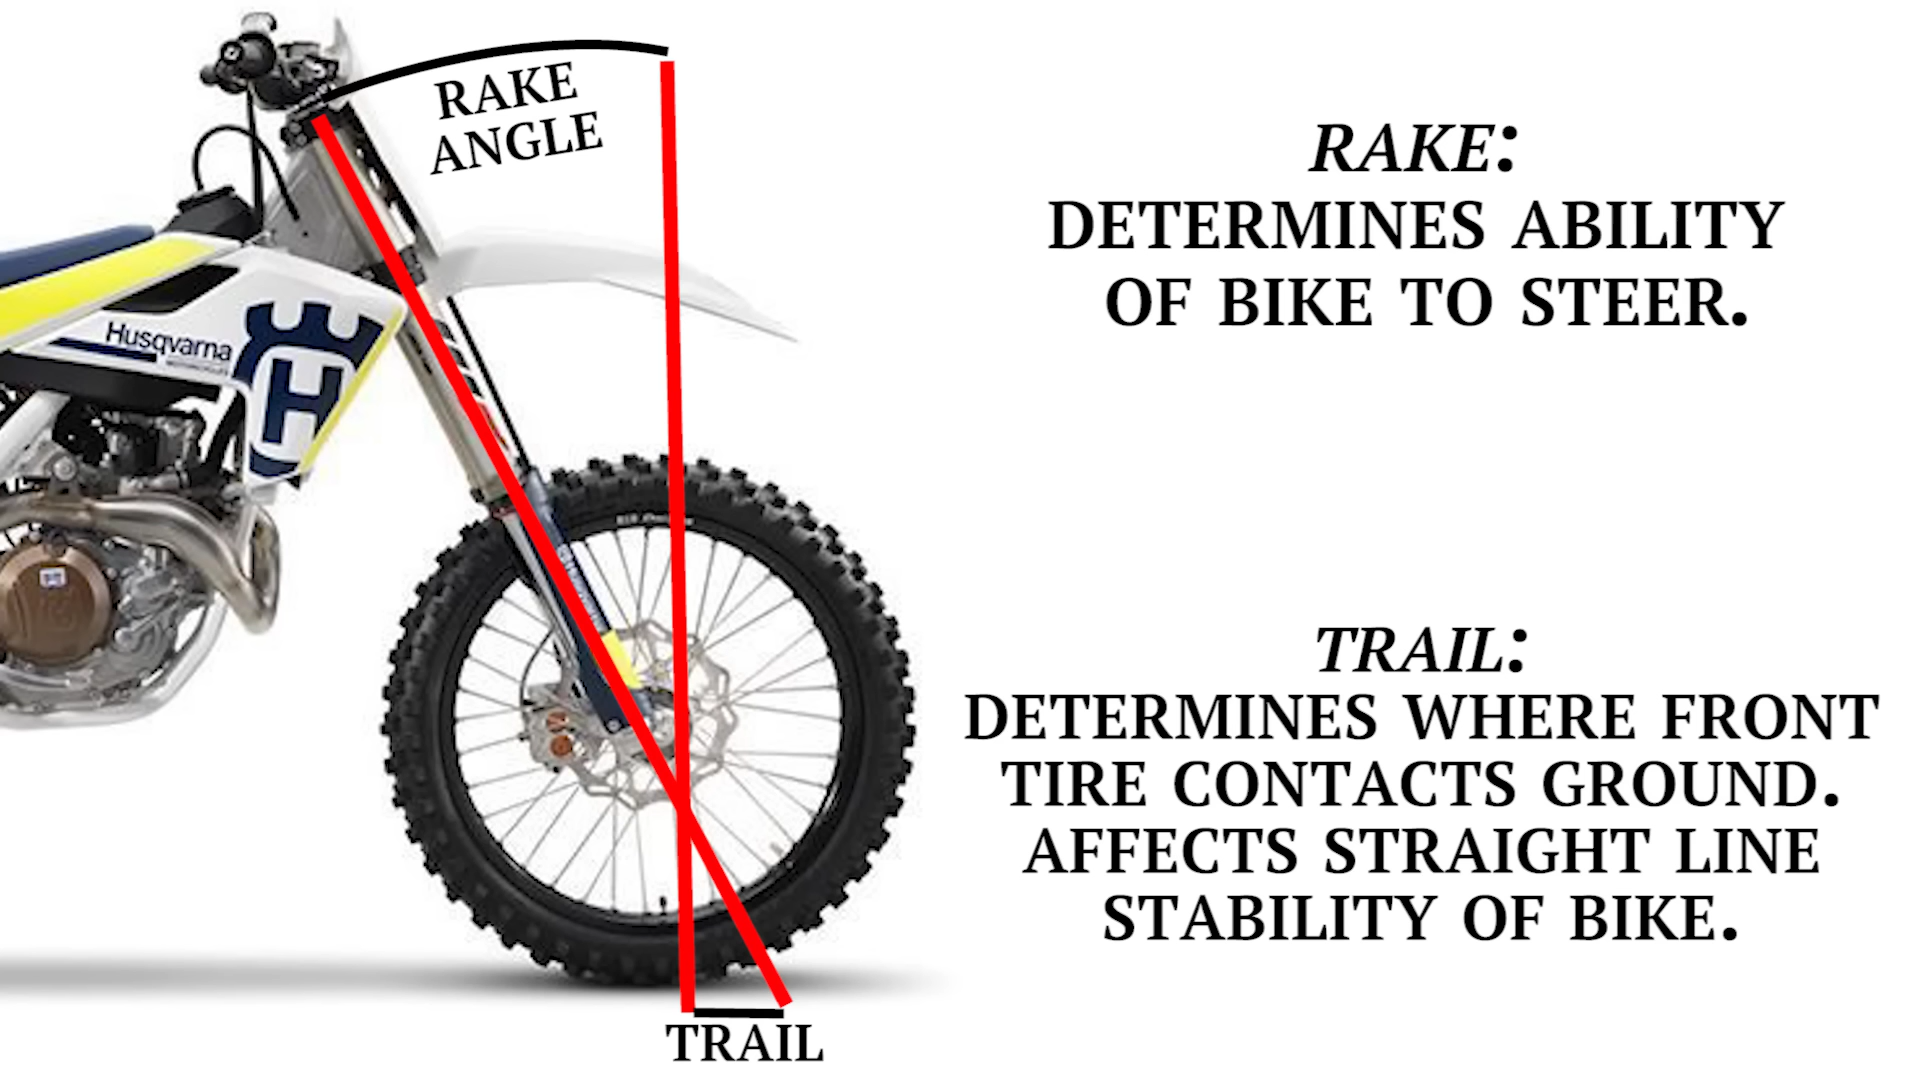 RAKE
ANGLE
RAKE:
DETERMINES ABILITY
OF BIKE TO STEER.
Husqvarna
MOTORCYCLES
H
TRAIL:
DETERMINES WHERE FRONT
TIRE CONTACTS GROUND.
AFFECTS STRAIGHT LINE
STABILITY OF BIKE.
TRAIL